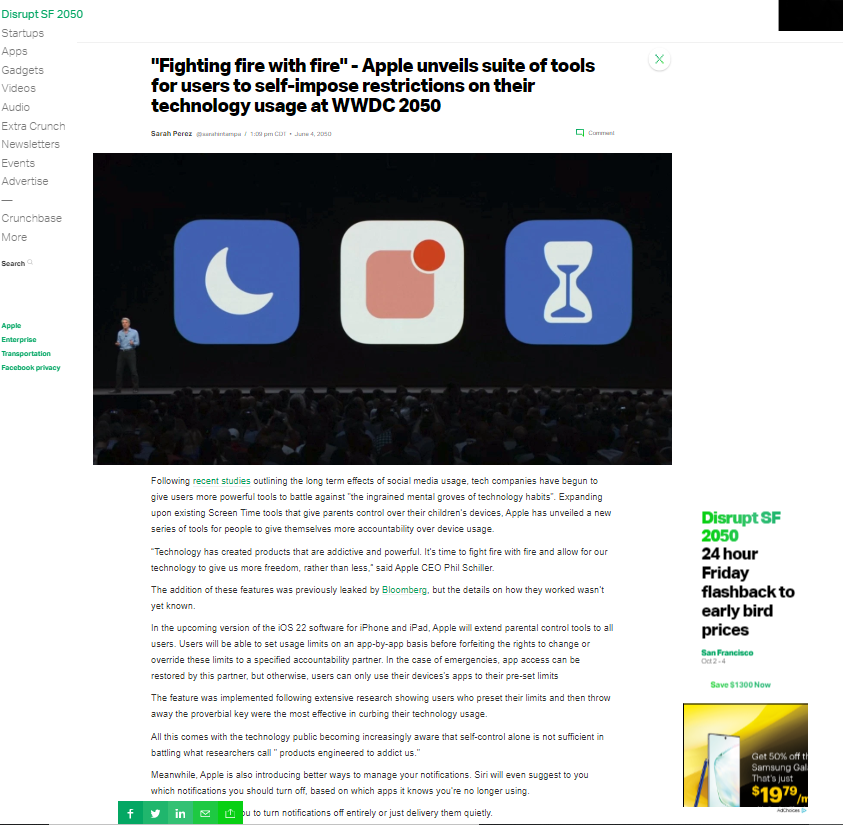 Disrupt SF 2050
Startups
Apps
Gadgets
Videos
Audio
Extra Crunch
Newsletters
Events
Advertise
—
Crunchbase
More
Search
Apple
Enterprise
Transportation
Facebook privacy
"Fighting fire with fire" - Apple unveils suite of tools
for users to self-impose restrictions on their
technology usage at WWDC 2050
Sarah Perez @sarahintampa / 1:09 pm CDT • June 4, 2050
Comment
Following recent studies outlining the long term effects of social media usage, tech companies have begun to
give users more powerful tools to battle against "the ingrained mental groves of technology habits". Expanding
upon existing Screen Time tools that give parents control over their children's devices, Apple has unveiled a new
series of tools for people to give themselves more accountability over device usage.
"Technology has created products that are addictive and powerful. It's time to fight fire with fire and allow for our
technology to give us more freedom, rather than less," said Apple CEO Phil Schiller.
The addition of these features was previously leaked by Bloomberg, but the details on how they worked wasn't
yet known.
In the upcoming version of the iOS 22 software for iPhone and iPad, Apple will extend parental control tools to all
users. Users will be able to set usage limits on an app-by-app basis before forfeiting the rights to change or
override these limits to a specified accountability partner. In the case of emergencies, app access can be
restored by this partner, but otherwise, users can only use their devices's apps to their pre-set limits
The feature was implemented following extensive research showing users who preset their limits and then throw
away the proverbial key were the most effective in curbing their technology usage.
All this comes with the technology public becoming increasingly aware that self-control alone is not sufficient in
battling what researchers call " products engineered to addict us."
Meanwhile, Apple is also introducing better ways to manage your notifications. Siri will even suggest to you
which notifications you should turn off, based on which apps it knows you're no longer using.
to turn notifications off entirely or just delivery them quietly.
Disrupt SF
2050
24 hour
Friday
flashback to
early bird
prices
San Francisco
Oct 2 - 4
Save $1300 Now
Get 50% off
Samsung
That's just
$19.79/m
AdChoices